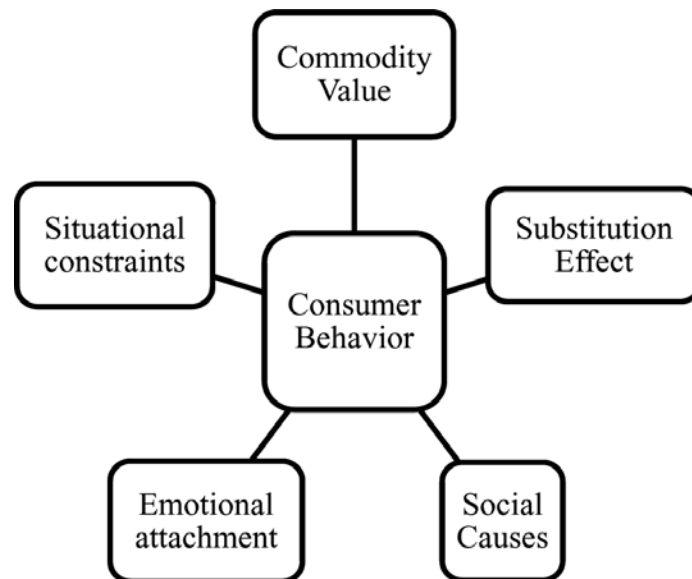 Commodity
Value
Situational
constraints
Substitution
Effect
Consumer
Behavior
Emotional
attachment
Social
Causes